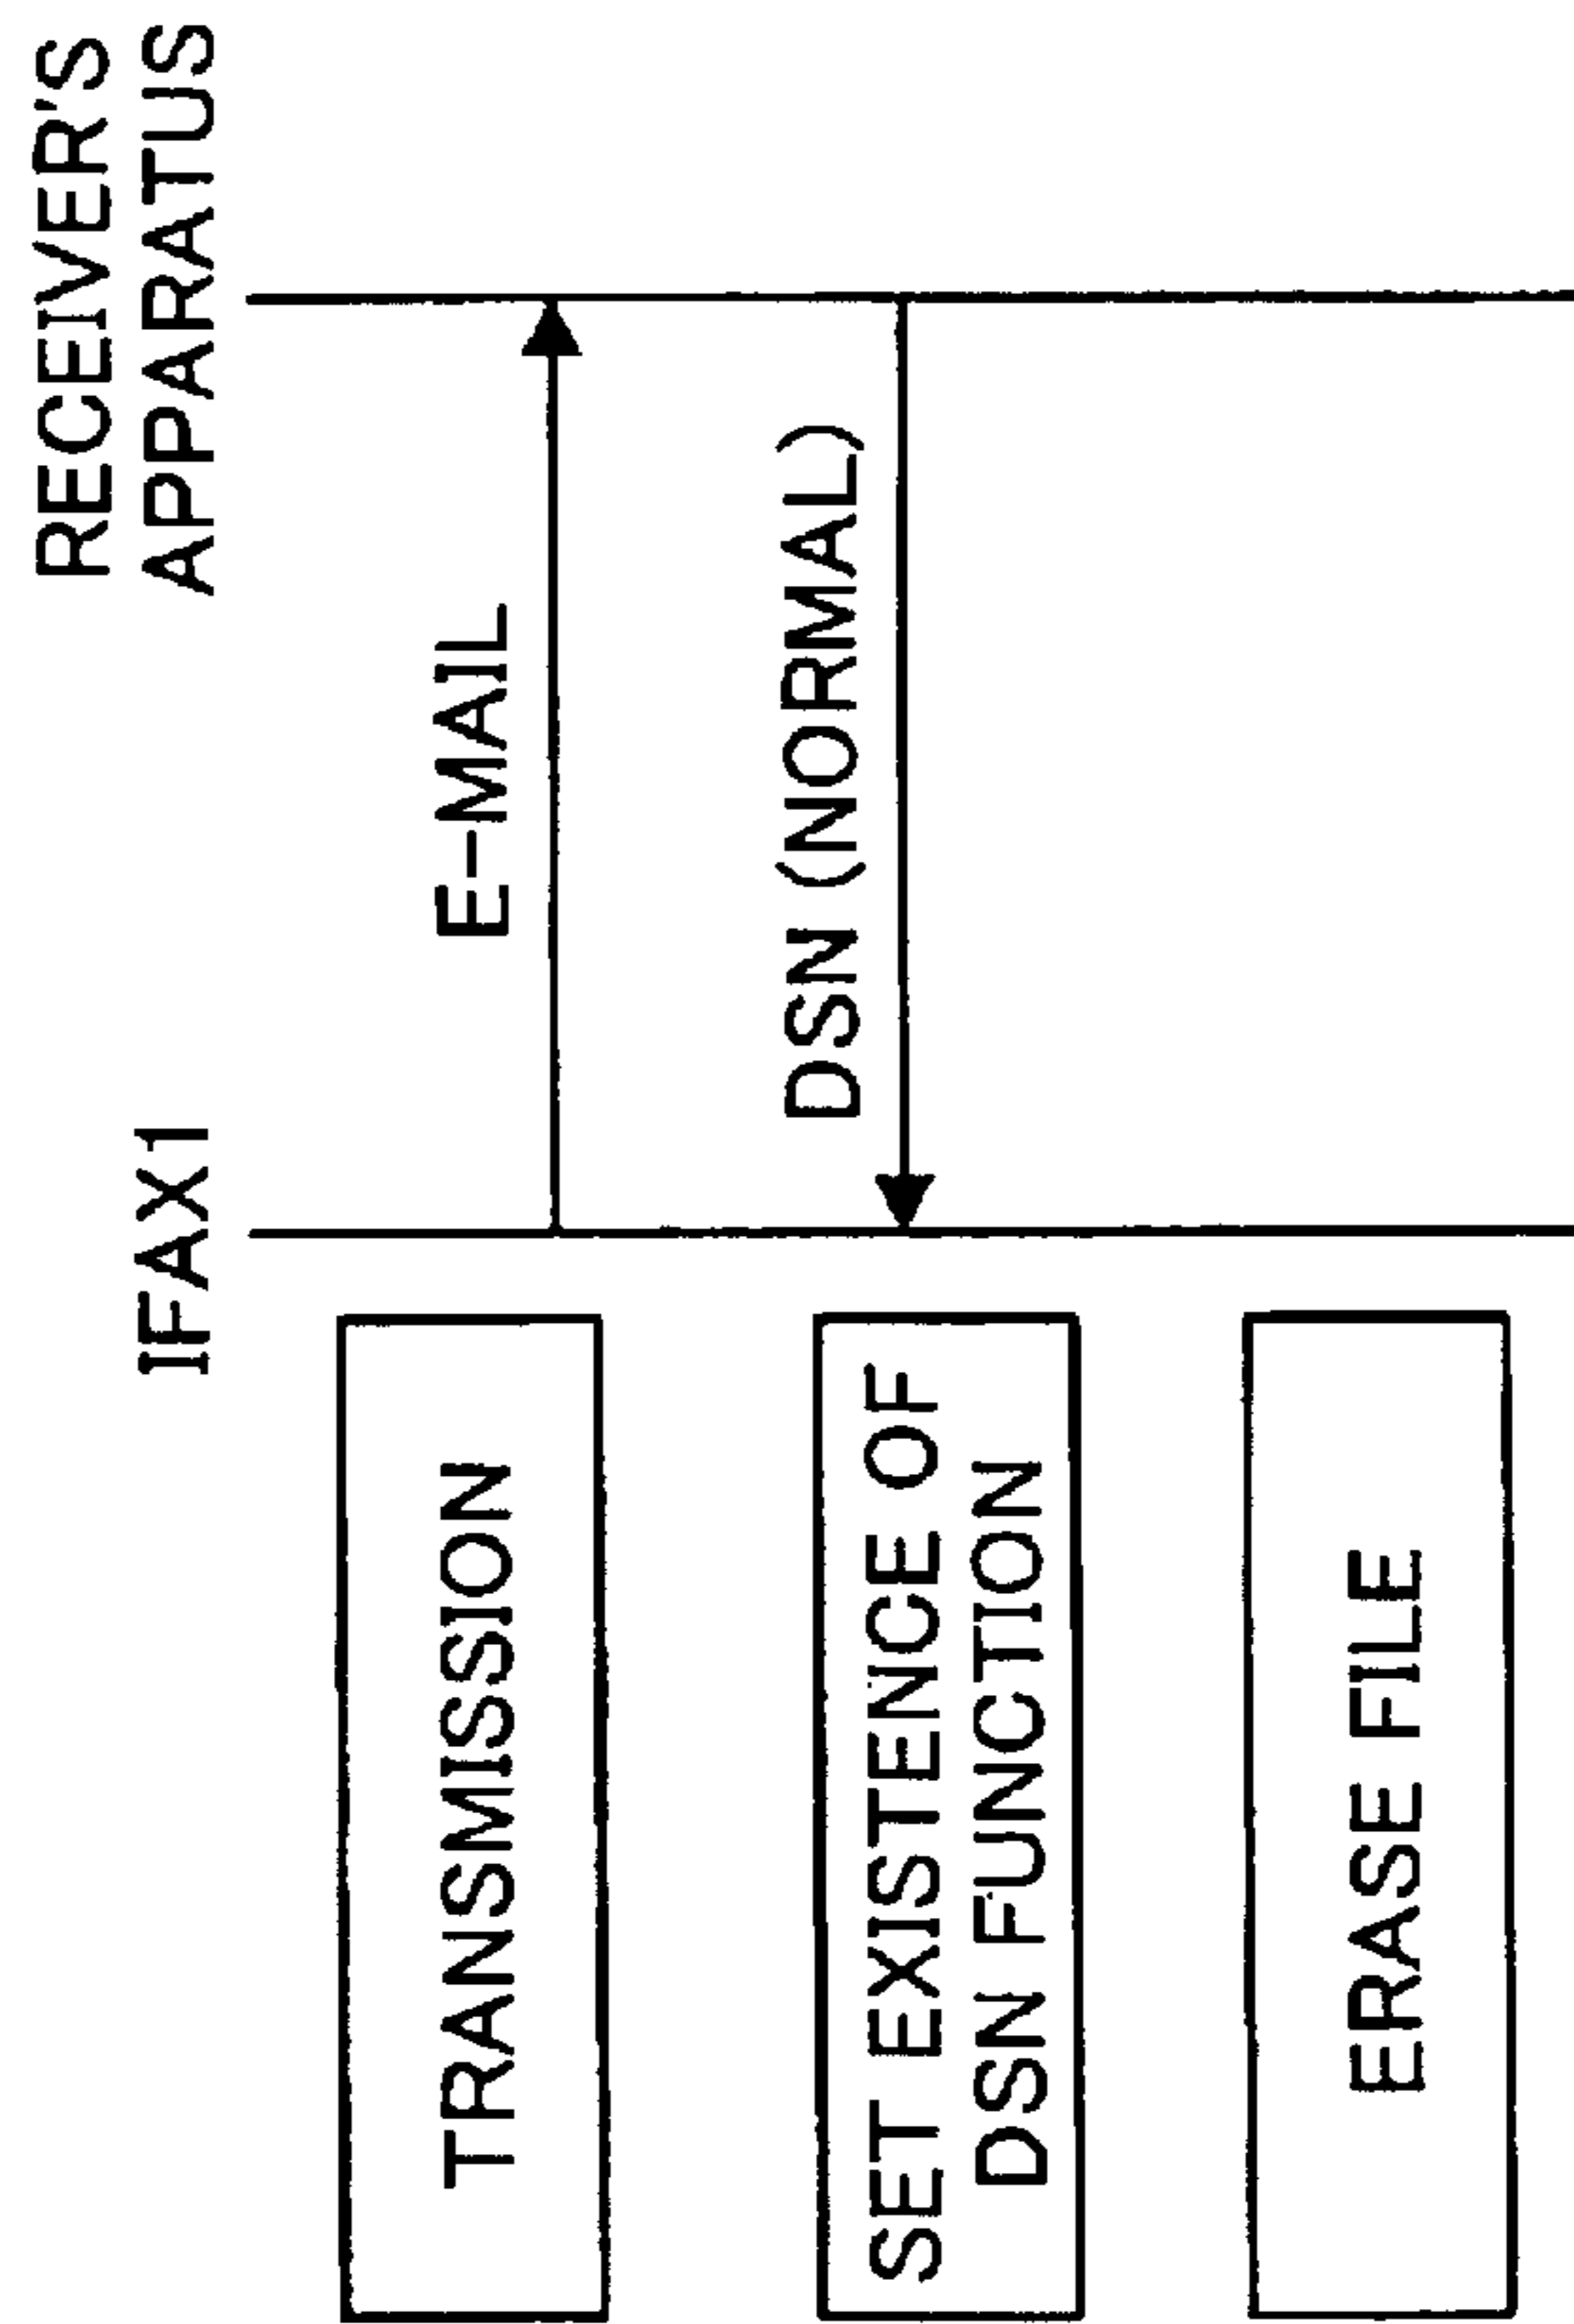 IFAX1
RECEIVER'S
APPARATUS
TRANSMISSION
E-MAIL
DSN (NORMAL)
SET EXISTENCE OF
DSN FUNCTION
ERASE FILE